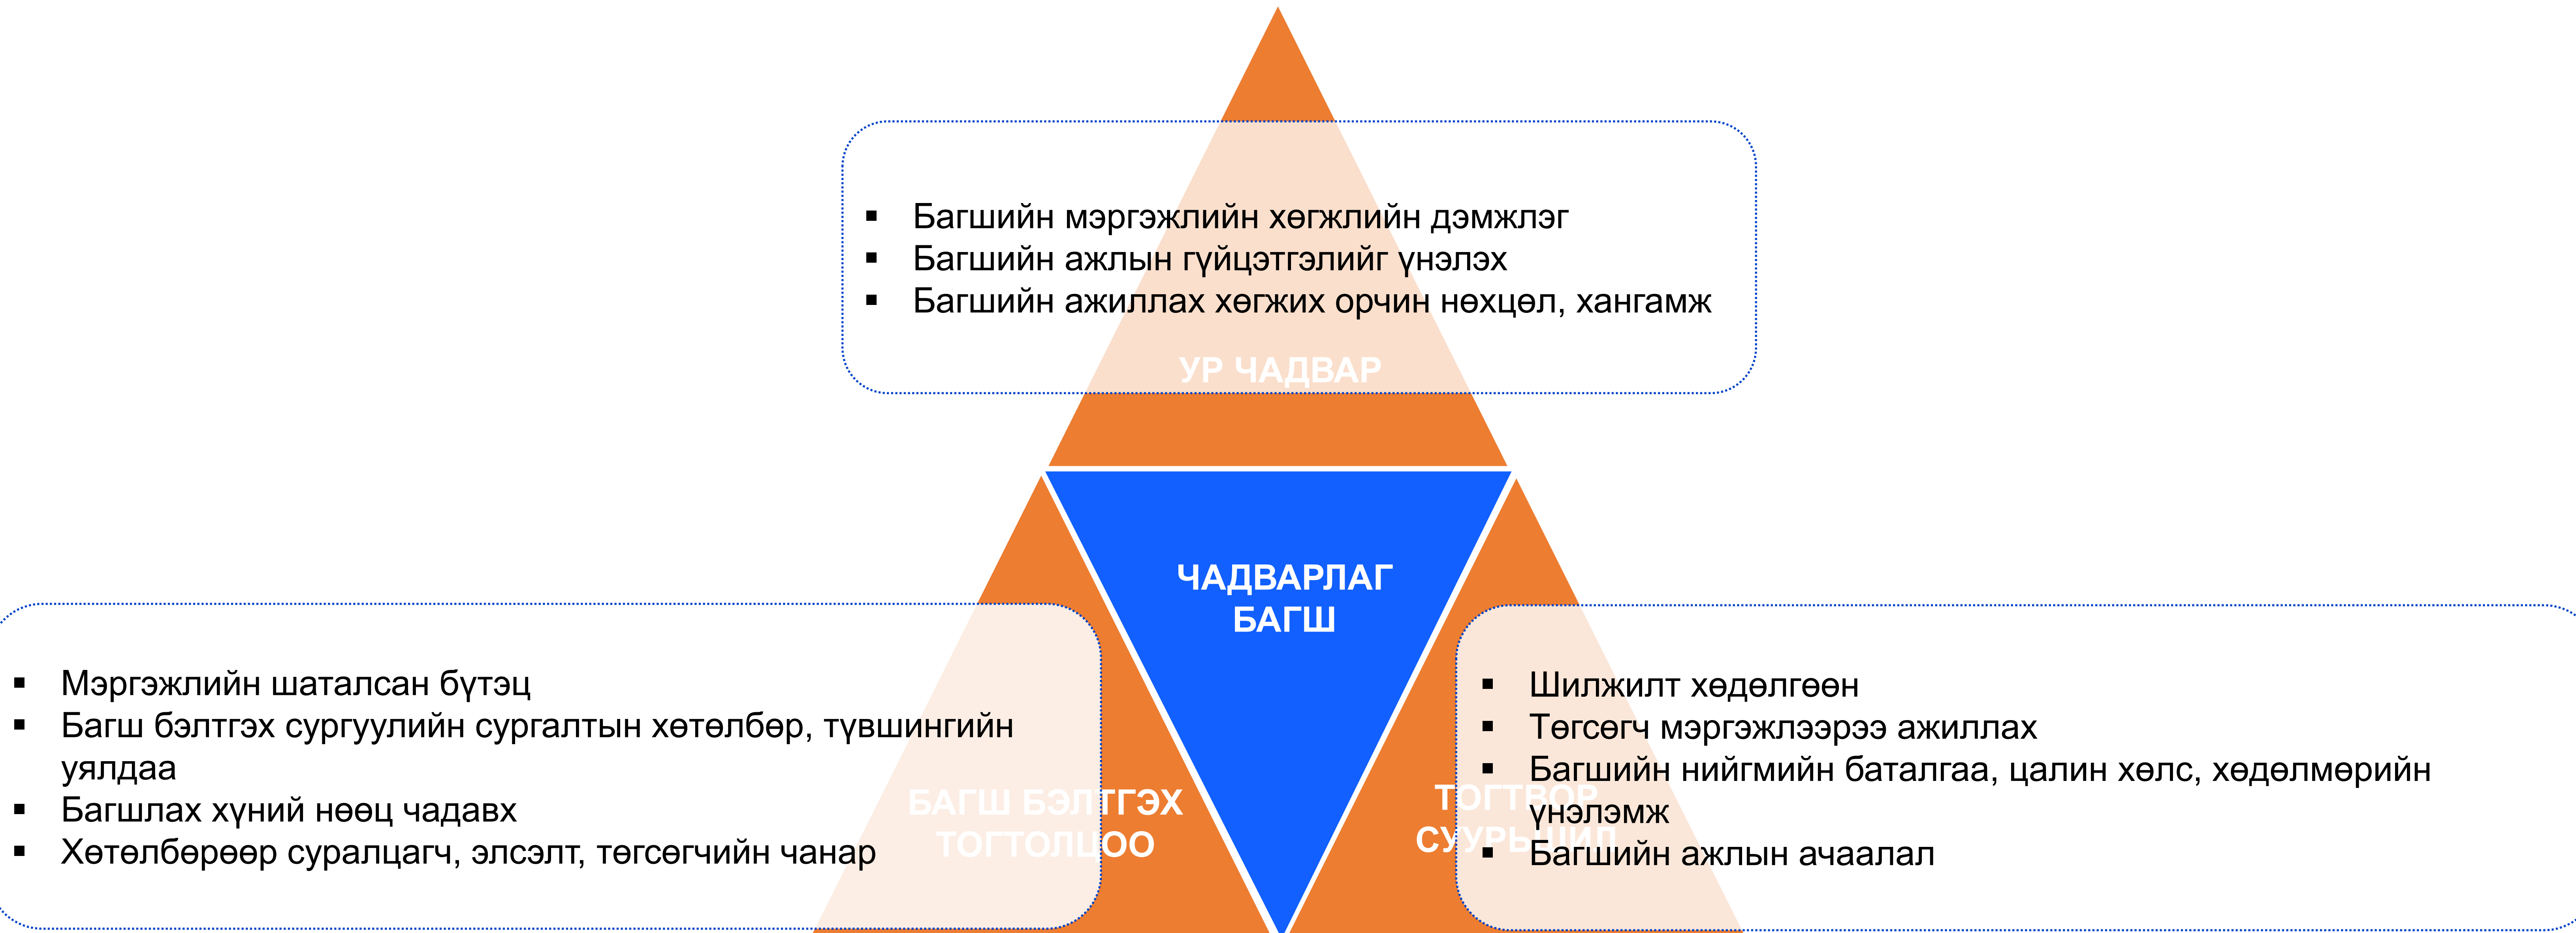 ▪ Багшийн мэргэжлийн хөгжлийн дэмжлэг
▪ Багшийн ажлын гүйцэтгэлийг үнэлэх
▪ Багшийн ажиллах хөгжих орчин нөхцөл, хангамж
УР ЧАДВАР
ЧАДВАРЛАГ
БАГШ
▪ Мэргэжлийн шаталсан бүтэц
▪ Багш бэлтгэх сургуулийн сургалтын хөтөлбөр, түвшингийн
уялдаа
▪ Багшлах хүний нөөц чадавх
▪ Хөтөлбөрөөр суралцагч, элсэлт, төгсөгчийн чанар
БАГШ БЭЛТГЭХ
ТОГТОЛЦОО
▪ Шилжилт хөдөлгөөн
▪ Төгсөгч мэргэжлээрээ ажиллах
▪ Багшийн нийгмийн баталгаа, цалин хөлс, хөдөлмөрийн
үнэлэмж
▪ Багшийн ажлын ачаалал
ТОГТВОР
СУУРЬШИЛ